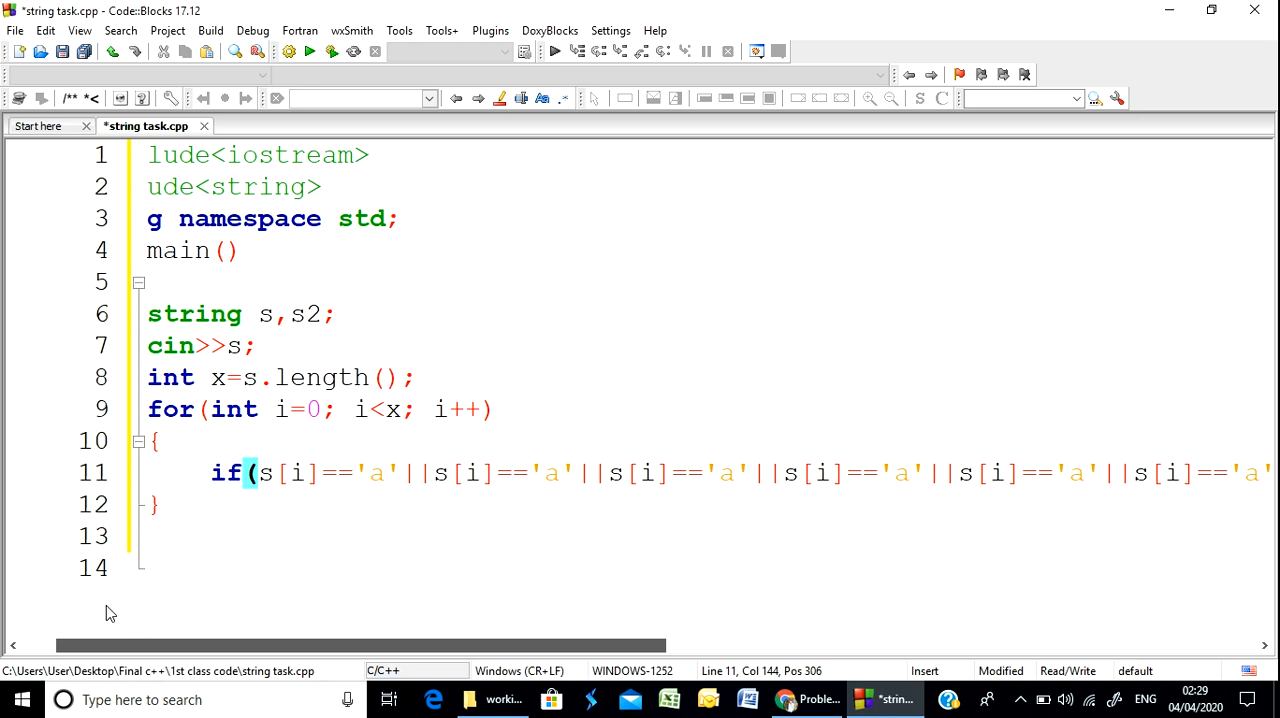 *string task.cpp - Code::Blocks 17.12
File Edit View Search Project Build Debug Fortran wxSmith Tools Tools+ Plugins DoxyBlocks Settings Help
/** *< Aa .* S C
Start here *string task.cpp
1 lude<iostream>
2 ude<string>
3 g namespace std;
4 main()
5
6 string s,s2;
7 cin>>s;
8 int x=s.length();
9 for(int i=0; i<x; i++)
10 {
11 if(s[i]=='a'||s[i]=='a'||s[i]=='a'||s[i]=='a'||s[i]=='a'||s[i]=='a'
12 }
13
14
C:\Users\User\Desktop\Final c++\1st class code\string task.cpp C/C++ Windows (CR+LF) WINDOWS-1252 Line 11, Col 144, Pos 306 Insert Modified Read/Write default
Type here to search worki... Proble... *strin... ENG 02:29
04/04/2020